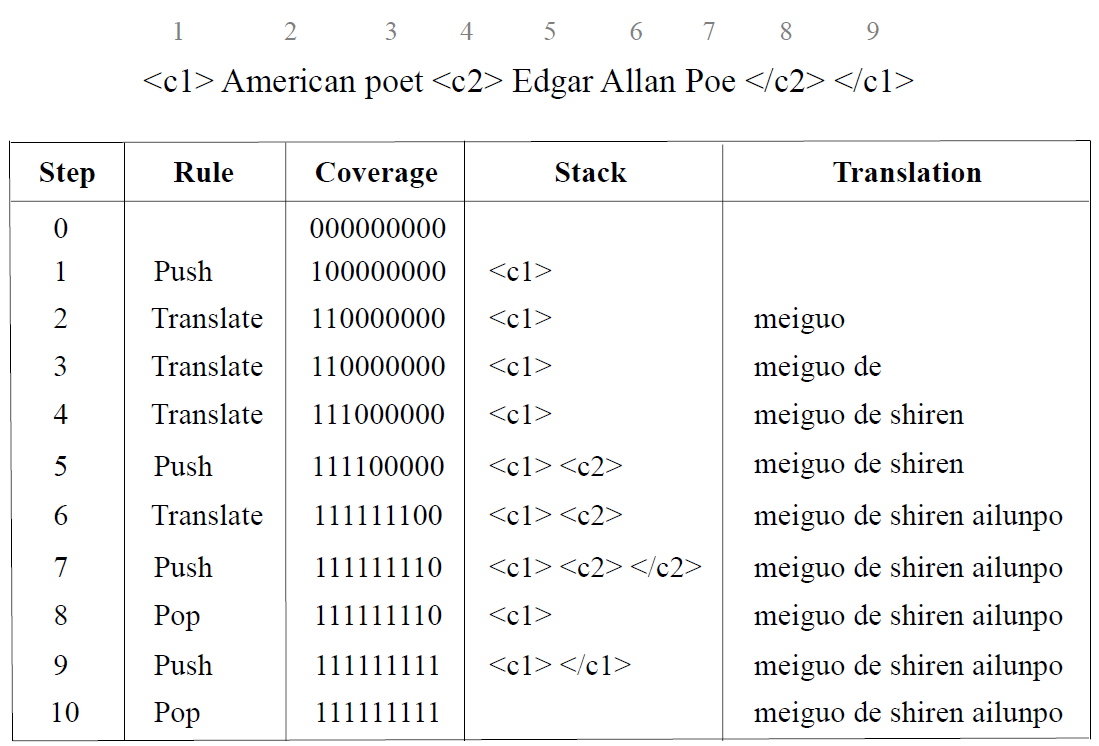 1 2 3 4 5 6 7 8 9
<c1> American poet <c2> Edgar Allan Poe </c2> </c1>
Step Rule Coverage Stack Translation
0 000000000
1 Push 100000000 <c1>
2 Translate 110000000 <c1> meiguo
3 Translate 110000000 <c1> meiguo de
4 Translate 111000000 <c1> meiguo de shiren
5 Push 111100000 <c1> <c2> meiguo de shiren
6 Translate 111111100 <c1> <c2> meiguo de shiren ailunpo
7 Push 111111110 <c1> <c2> </c2> meiguo de shiren ailunpo
8 Pop 111111110 <c1> meiguo de shiren ailunpo
9 Push 111111111 <c1> </c1> meiguo de shiren ailunpo
10 Pop 111111111 meiguo de shiren ailunpo